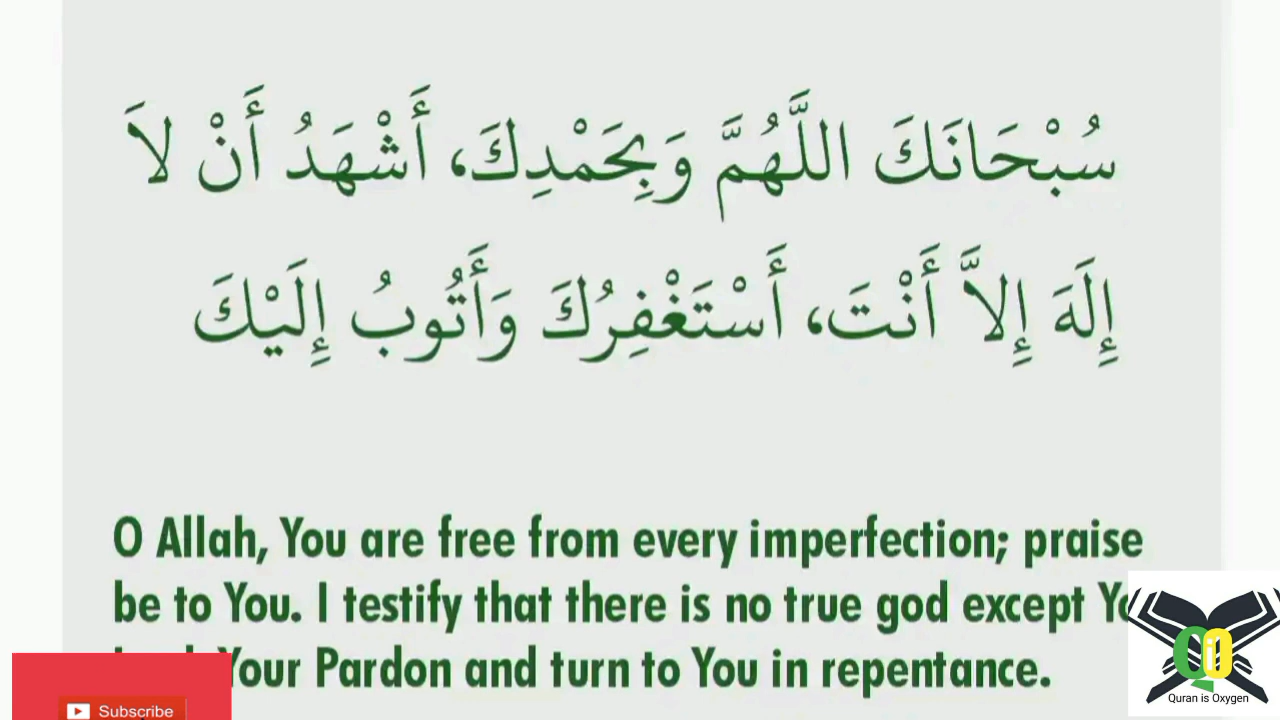 سُبْحَانَكَ اللَّهُمَّ وَبِحَمْدِكَ، أَشْهَدُ أَنْ لاَ
إِلَهَ إِلاَّ أَنْتَ، أَسْتَغْفِرُكَ وَأَتُوبُ إِلَيْكَ
O Allah, You are free from every imperfection; praise
be to You. I testify that there is no true god except
Your Pardon and turn to You in repentance.
Quran is Oxygen
Subscribe